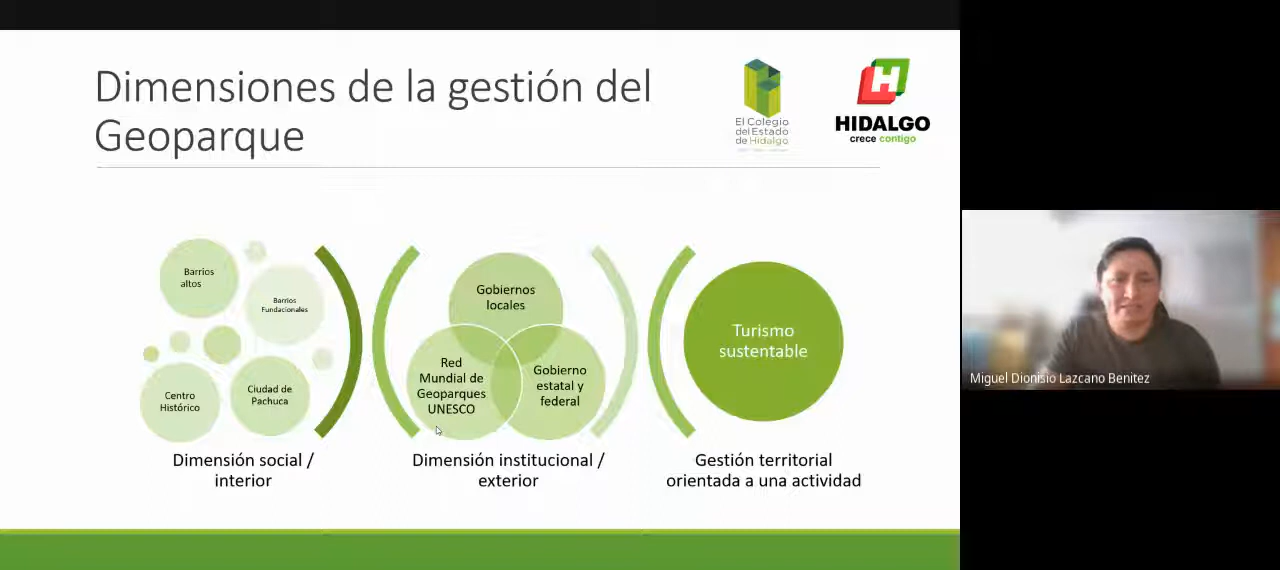 Dimensiones de la gestión del
Geoparque
El Colegio
del Estado
de Hidalgo
H
HIDALGO
crece contigo
Barrios
altos
Barrios
Fundacionales
Centro
Histórico
Ciudad de
Pachuca
Dimensión social /
interior
Gobiernos
locales
Red
Mundial de
Geoparques
UNESCO
Gobierno
estatal y
federal
Dimensión institucional /
exterior
Turismo
sustentable
Gestión territorial
orientada a una actividad
Miguel Dionisio Lazcano Benitez